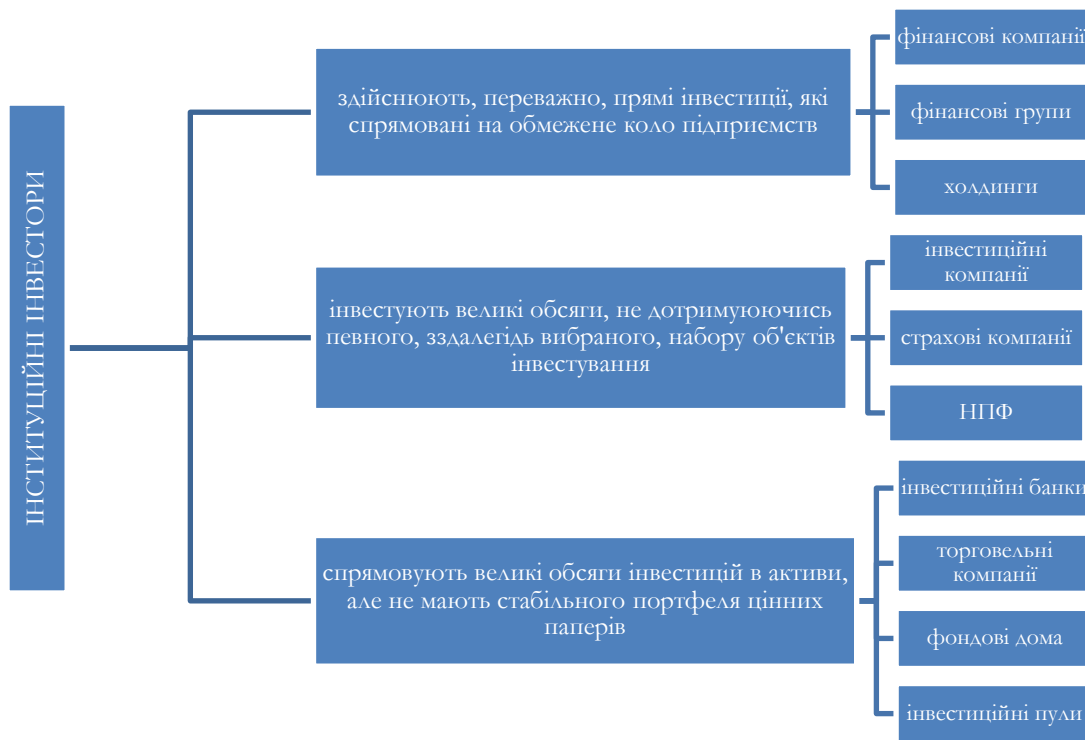 ІНСТИТУЦІЙНІ ІНВЕСТОРИ
здійснюють, переважно, прямі інвестиції, які
спрямовані на обмежене коло підприємств
фінансові компанії
фінансові групи
холдинги
інвестують великі обсяги, не дотримуюючись
певного, зздалегідь вибраного, набору об'єктів
інвестування
інвестиційні
компанії
страхові компанії
НПФ
спрямовують великі обсяги інвестицій в активи,
але не мають стабільного портфеля цінних
паперів
інвестиційні банки
торговельні
компанії
фондові дома
інвестиційні пули